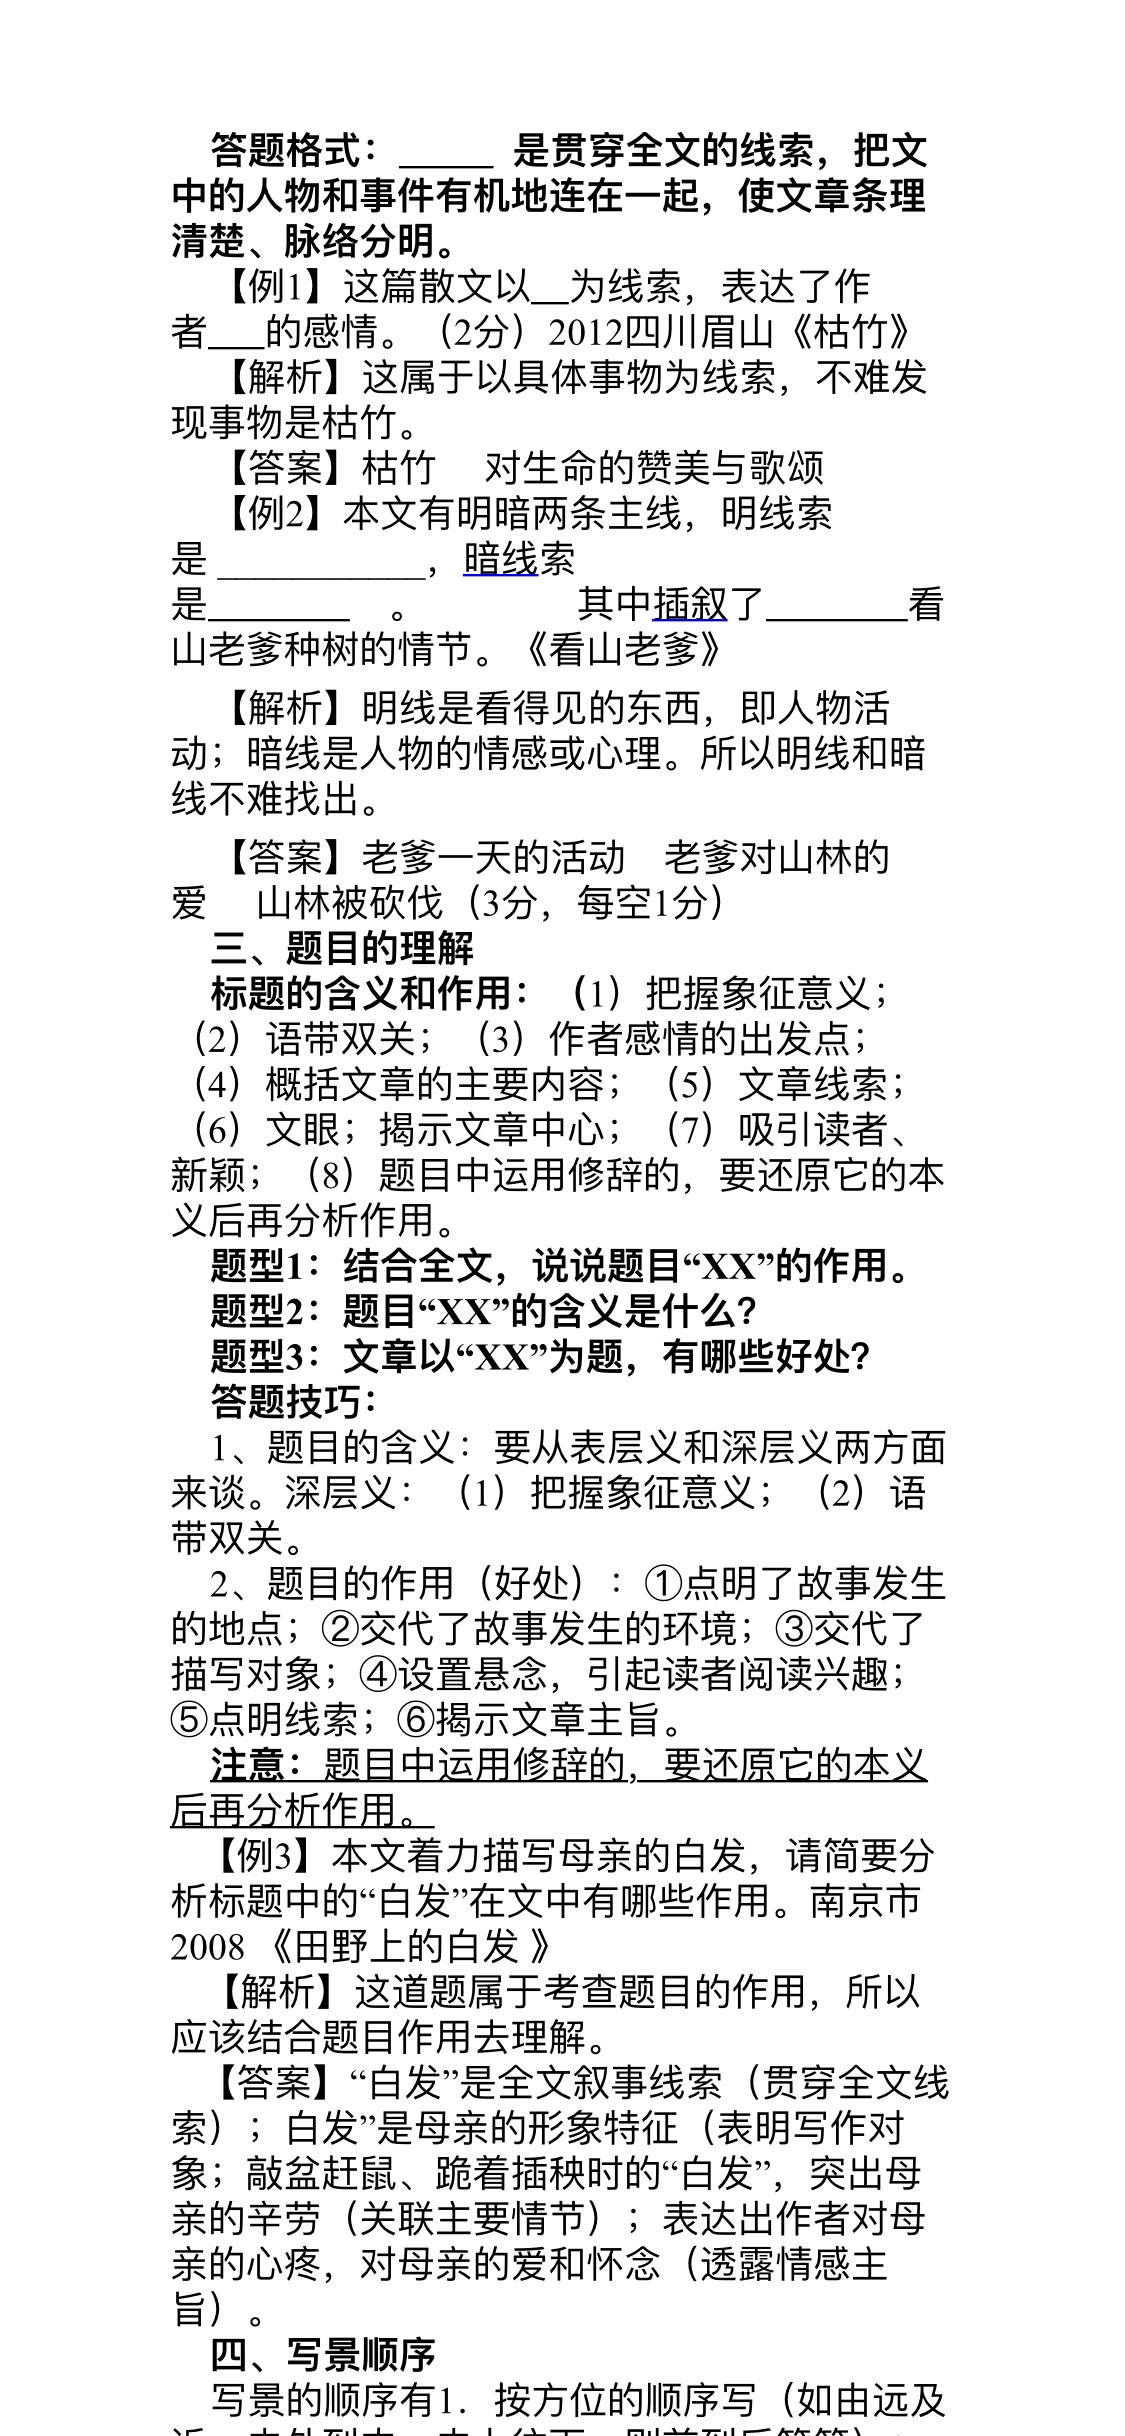 答题格式：_____ 是贯穿全文的线索，把文
中的人物和事件有机地连在一起，使文章条理
清楚、脉络分明。
【例1】这篇散文以__为线索，表达了作
者___的感情。（2分）2012四川眉山《枯竹》
【解析】这属于以具体事物为线索，不难发
现事物是枯竹。
【答案】枯竹 对生命的赞美与歌颂
【例2】本文有明暗两条主线，明线索
是 ___________，暗线索
是________ 。 其中插叙了________看
山老爹种树的情节。《看山老爹》
【解析】明线是看得见的东西，即人物活
动；暗线是人物的情感或心理。所以明线和暗
线不难找出。
【答案】老爹一天的活动 老爹对山林的
爱 山林被砍伐（3分，每空1分）
三、题目的理解
标题的含义和作用：（1）把握象征意义；
（2）语带双关；（3）作者感情的出发点；
（4）概括文章的主要内容；（5）文章线索；
（6）文眼；揭示文章中心；（7）吸引读者、
新颖；（8）题目中运用修辞的，要还原它的本
义后再分析作用。
题型1：结合全文，说说题目“XX”的作用。
题型2：题目“XX”的含义是什么？
题型3：文章以“XX”为题，有哪些好处？
答题技巧：
1、题目的含义：要从表层义和深层义两方面
来谈。深层义：（1）把握象征意义；（2）语
带双关。
2、题目的作用（好处）：①点明了故事发生
的地点；②交代了故事发生的环境；③交代了
描写对象；④设置悬念，引起读者阅读兴趣；
⑤点明线索；⑥揭示文章主旨。
注意：题目中运用修辞的，要还原它的本义
后再分析作用。
【例3】本文着力描写母亲的白发，请简要分
析标题中的“白发”在文中有哪些作用。南京市
2008 《田野上的白发 》
【解析】这道题属于考查题目的作用，所以
应该结合题目作用去理解。
【答案】“白发”是全文叙事线索（贯穿全文线
索）；白发”是母亲的形象特征（表明写作对
象；敲盆赶鼠、跪着插秧时的“白发”，突出母
亲的辛劳（关联主要情节）；表达出作者对母
亲的心疼，对母亲的爱和怀念（透露情感主
旨）。
四、写景顺序
写景的顺序有1．按方位的顺序写（如由远及